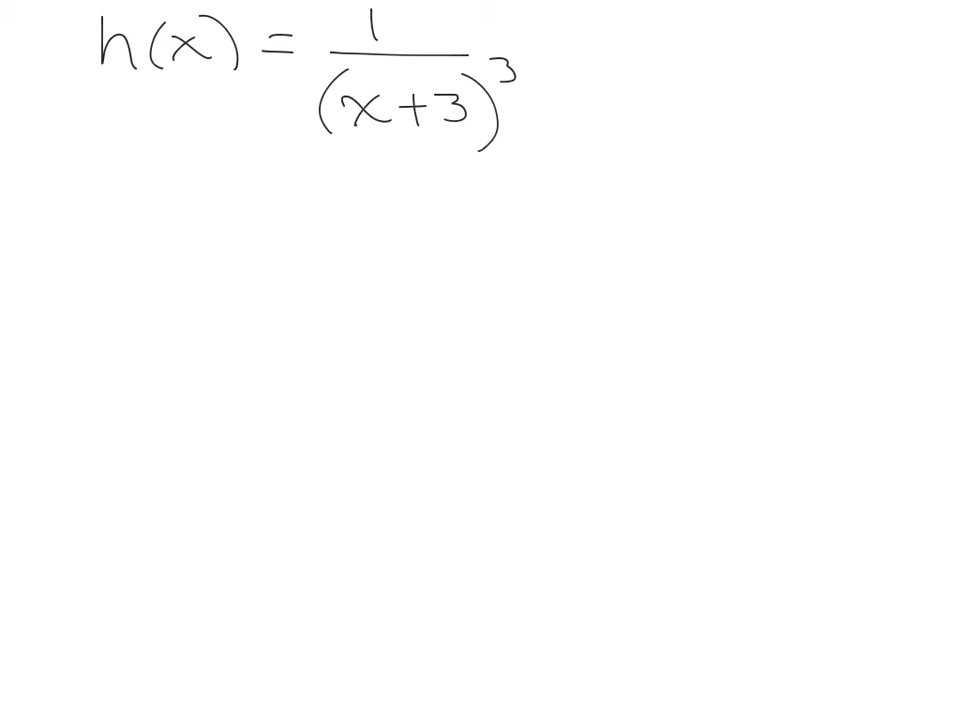 h(x) = 1/(x+3)³